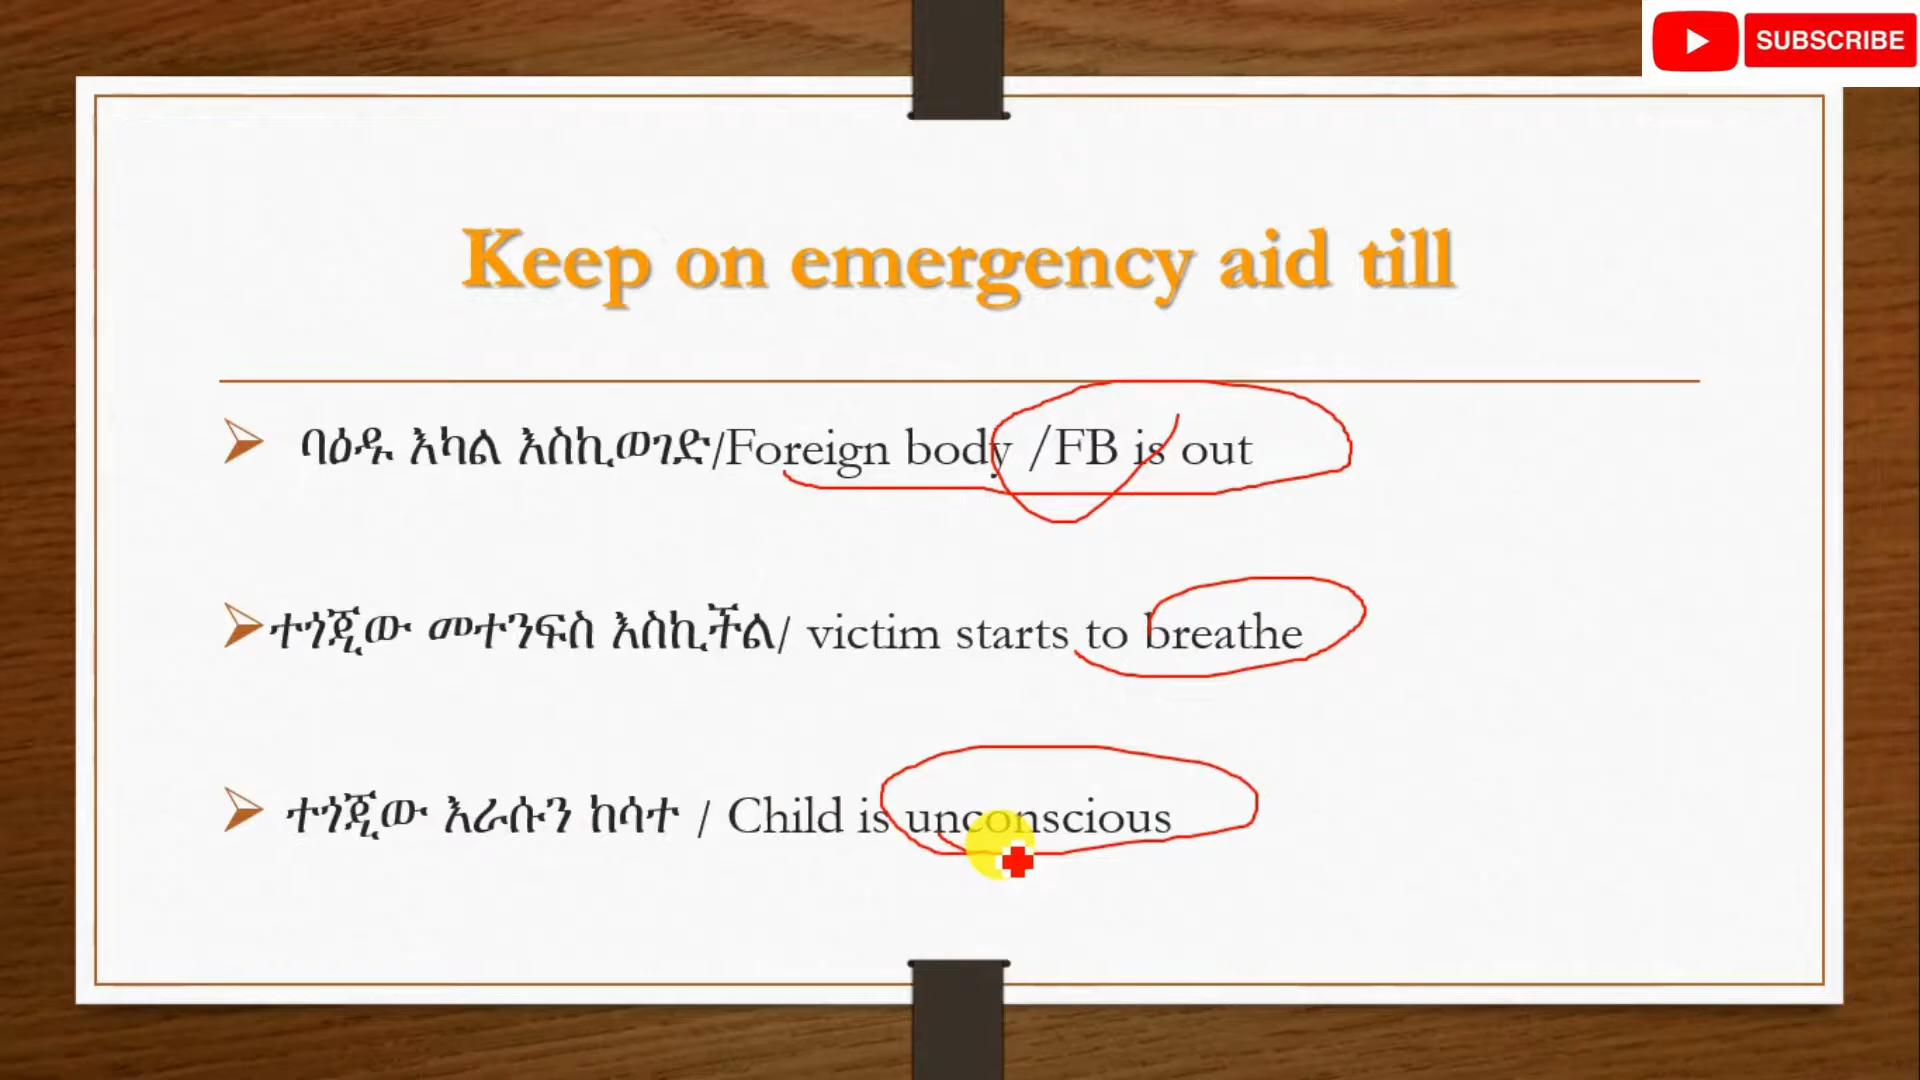 SUBSCRIBE
Keep on emergency aid till
ባዕዱ እካል እስኪወገድ/Foreign body /FB is out
ተጎጂው መተንፍስ እስኪችል/ victim starts to breathe
ተጎጂው እራሱን ከሳተ / Child is unconscious